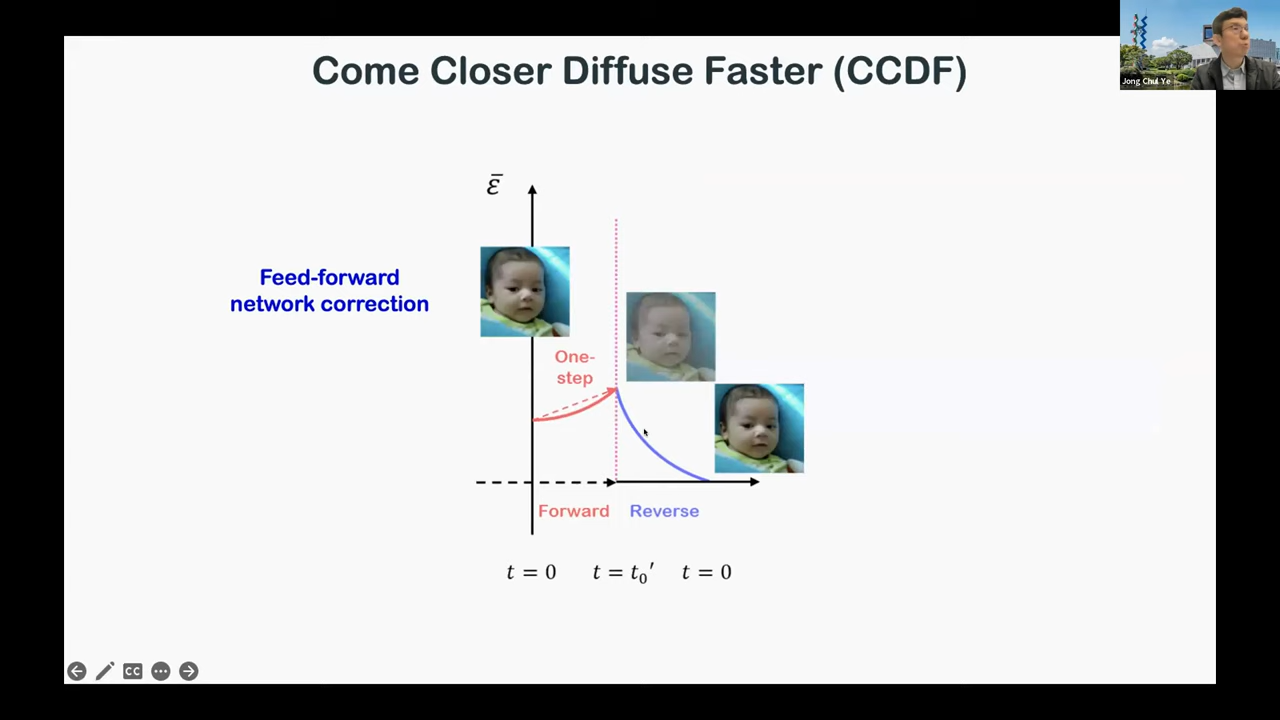 Come Closer Diffuse Faster (CCDF)
Jong Chul Ye
ε̄
Feed-forward
network correction
One-
step
Forward
Reverse
t = 0
t = t₀′
t = 0
CC